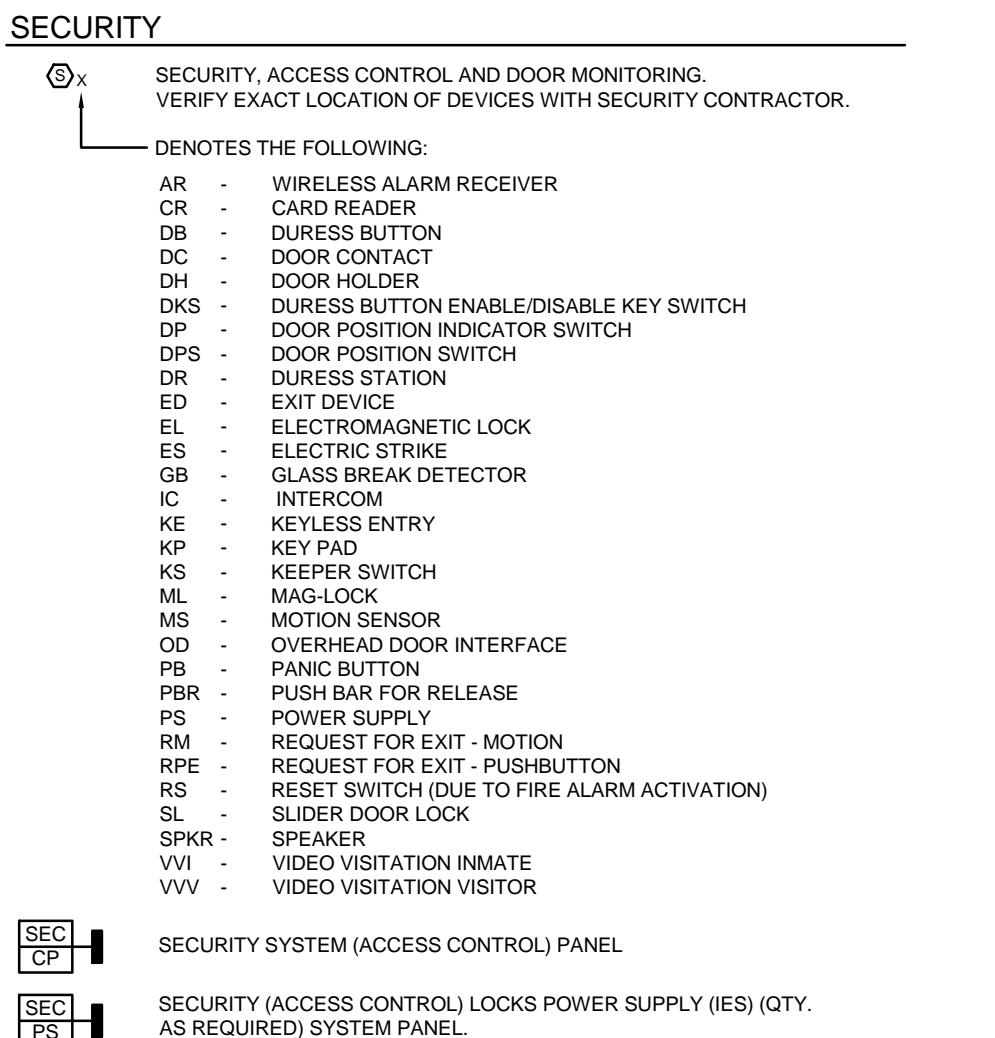 SECURITY
S X SECURITY, ACCESS CONTROL AND DOOR MONITORING.
VERIFY EXACT LOCATION OF DEVICES WITH SECURITY CONTRACTOR.
DENOTES THE FOLLOWING:
AR - WIRELESS ALARM RECEIVER
CR - CARD READER
DB - DURESS BUTTON
DC - DOOR CONTACT
DH - DOOR HOLDER
DKS - DURESS BUTTON ENABLE/DISABLE KEY SWITCH
DP - DOOR POSITION INDICATOR SWITCH
DPS - DOOR POSITION SWITCH
DR - DURESS STATION
ED - EXIT DEVICE
EL - ELECTROMAGNETIC LOCK
ES - ELECTRIC STRIKE
GB - GLASS BREAK DETECTOR
IC - INTERCOM
KE - KEYLESS ENTRY
KP - KEY PAD
KS - KEEPER SWITCH
ML - MAG-LOCK
MS - MOTION SENSOR
OD - OVERHEAD DOOR INTERFACE
PB - PANIC BUTTON
PBR - PUSH BAR FOR RELEASE
PS - POWER SUPPLY
RM - REQUEST FOR EXIT - MOTION
RPE - REQUEST FOR EXIT - PUSHBUTTON
RS - RESET SWITCH (DUE TO FIRE ALARM ACTIVATION)
SL - SLIDER DOOR LOCK
SPKR - SPEAKER
VVI - VIDEO VISITATION INMATE
VVV - VIDEO VISITATION VISITOR
SEC
CP
SECURITY SYSTEM (ACCESS CONTROL) PANEL
SEC
PS
SECURITY (ACCESS CONTROL) LOCKS POWER SUPPLY (IES) (QTY.
AS REQUIRED) SYSTEM PANEL.